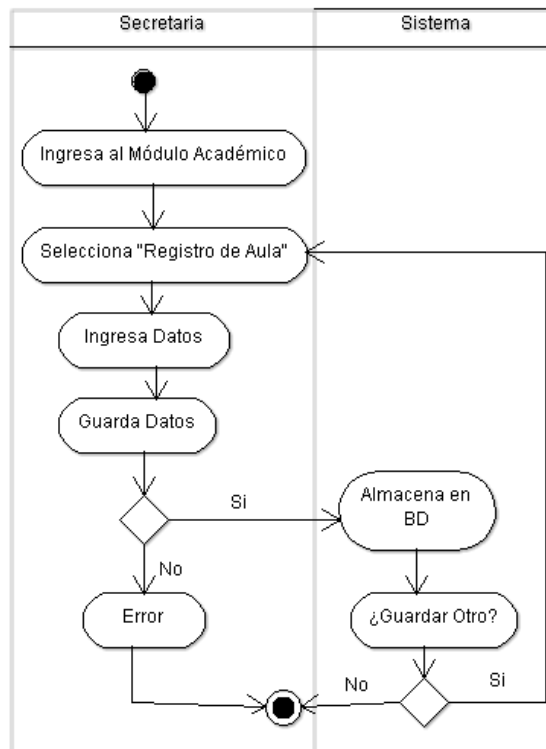 Secretaria
Sistema
Ingresa al Módulo Académico
Selecciona "Registro de Aula"
Ingresa Datos
Guarda Datos
Si
Almacena en
BD
No
Error
¿Guardar Otro?
No
Si